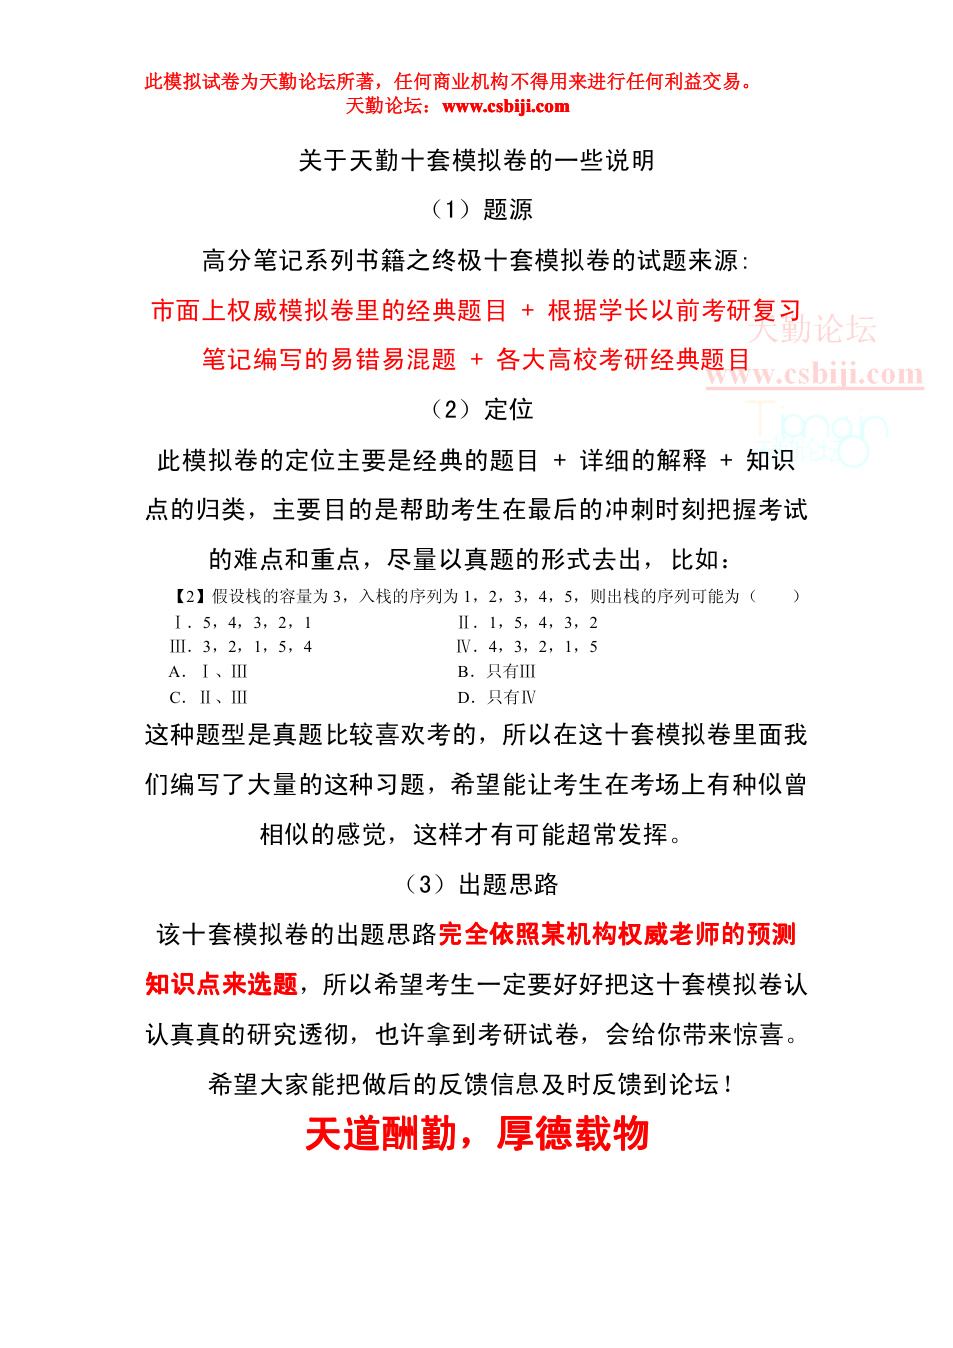 此模拟试卷为天勤论坛所著，任何商业机构不得用来进行任何利益交易。
天勤论坛：www.csbiji.com
关于天勤十套模拟卷的一些说明
（1）题源
高分笔记系列书籍之终极十套模拟卷的试题来源：
市面上权威模拟卷里的经典题目 + 根据学长以前考研复习
笔记编写的易错易混题 + 各大高校考研经典题目
天勤论坛
www.csbiji.com
（2）定位
Tianqin
天勤论坛
此模拟卷的定位主要是经典的题目 + 详细的解释 + 知识
点的归类，主要目的是帮助考生在最后的冲刺时刻把握考试
的难点和重点，尽量以真题的形式去出，比如：
【2】假设栈的容量为 3，入栈的序列为 1，2，3，4，5，则出栈的序列可能为（　　）
Ⅰ．5，4，3，2，1　　Ⅱ．1，5，4，3，2
Ⅲ．3，2，1，5，4　　Ⅳ．4，3，2，1，5
A．Ⅰ、Ⅲ　　B．只有Ⅲ
C．Ⅱ、Ⅲ　　D．只有Ⅳ
这种题型是真题比较喜欢考的，所以在这十套模拟卷里面我
们编写了大量的这种习题，希望能让考生在考场上有种似曾
相似的感觉，这样才有可能超常发挥。
（3）出题思路
该十套模拟卷的出题思路完全依照某机构权威老师的预测
知识点来选题，所以希望考生一定要好好把这十套模拟卷认
认真真的研究透彻，也许拿到考研试卷，会给你带来惊喜。
希望大家能把做后的反馈信息及时反馈到论坛！
天道酬勤，厚德载物